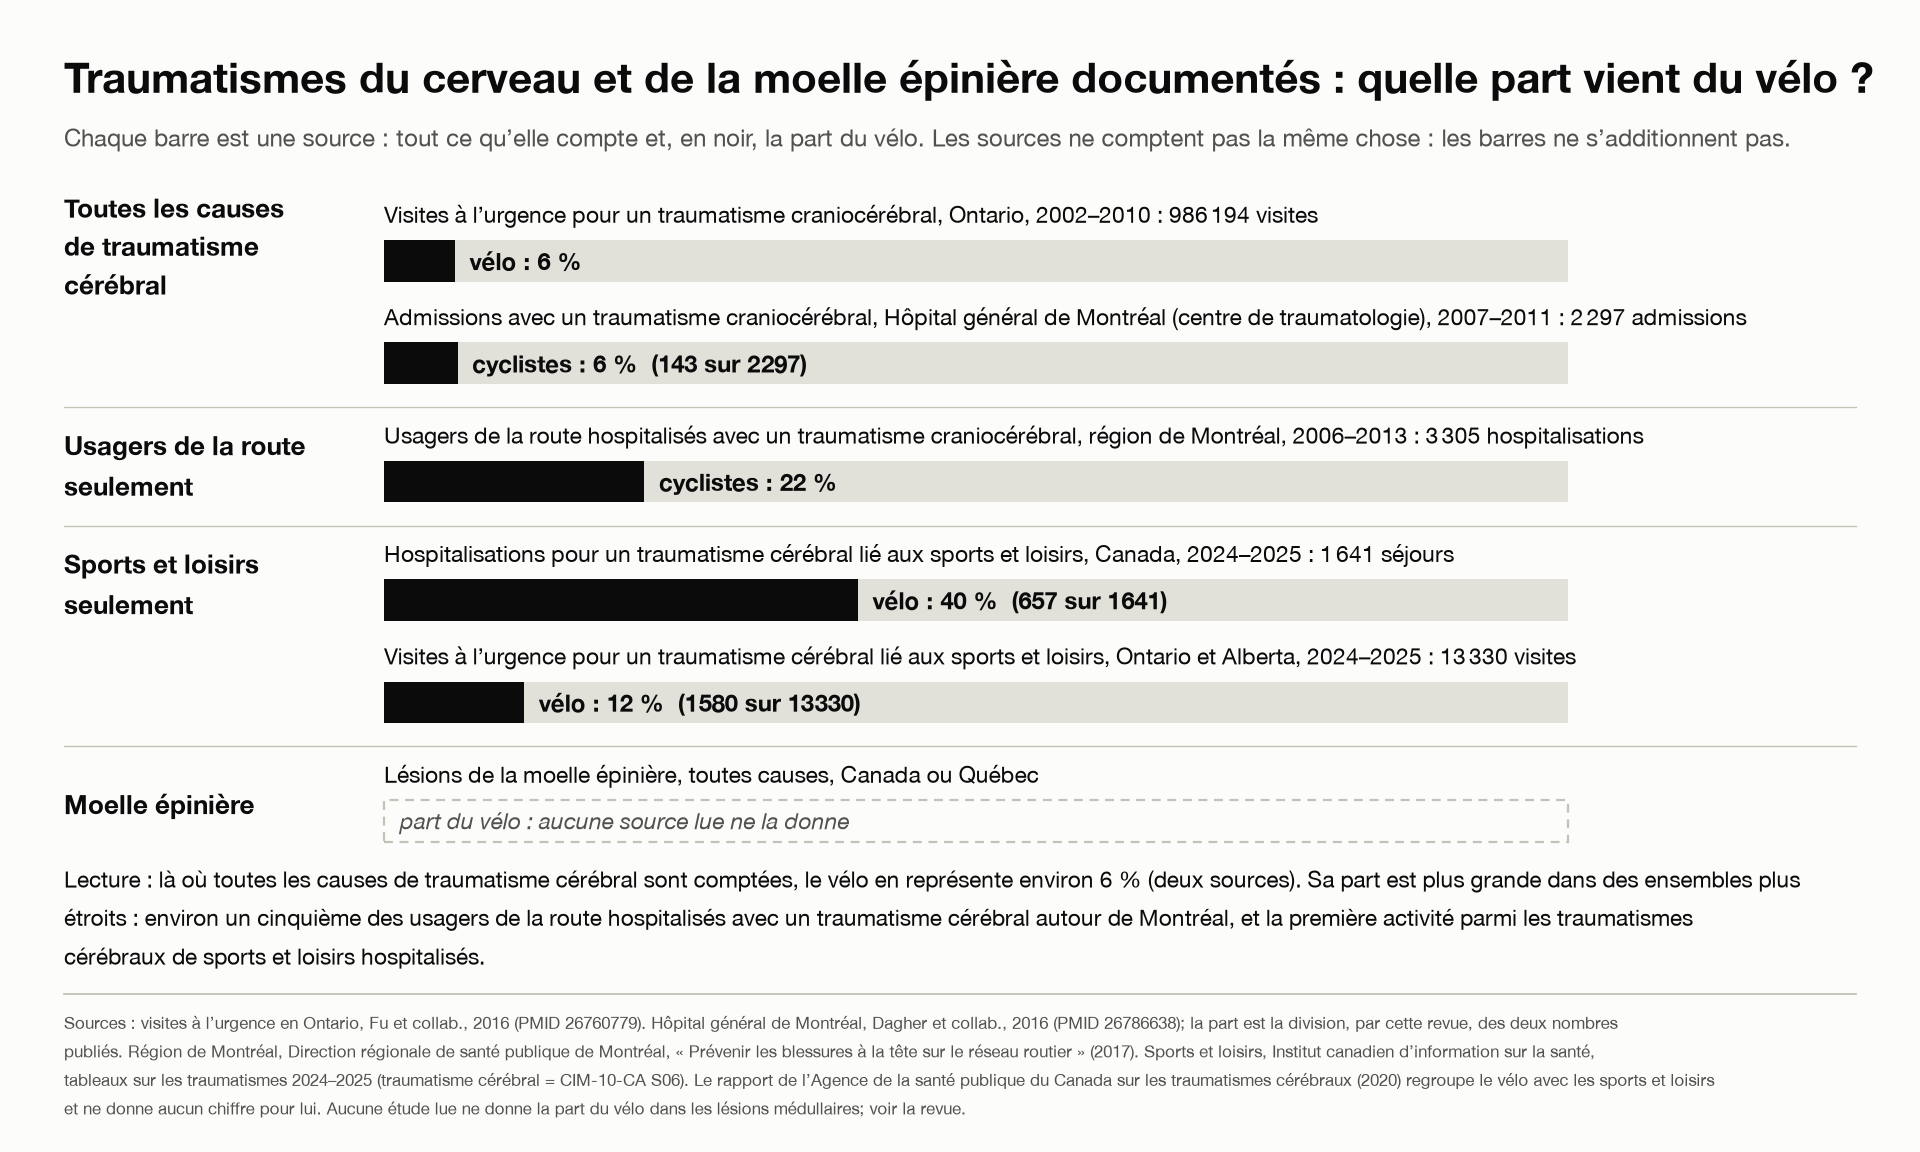 Traumatismes du cerveau et de la moelle épinière documentés : quelle part vient du vélo ?
Chaque barre est une source : tout ce qu’elle compte et, en noir, la part du vélo. Les sources ne comptent pas la même chose : les barres ne s’additionnent pas.
Toutes les causes
de traumatisme
cérébral
Visites à l’urgence pour un traumatisme craniocérébral, Ontario, 2002–2010 : 986 194 visites
vélo : 6 %
Admissions avec un traumatisme craniocérébral, Hôpital général de Montréal (centre de traumatologie), 2007–2011 : 2 297 admissions
cyclistes : 6 % (143 sur 2297)
Usagers de la route
seulement
Usagers de la route hospitalisés avec un traumatisme craniocérébral, région de Montréal, 2006–2013 : 3 305 hospitalisations
cyclistes : 22 %
Sports et loisirs
seulement
Hospitalisations pour un traumatisme cérébral lié aux sports et loisirs, Canada, 2024–2025 : 1 641 séjours
vélo : 40 % (657 sur 1641)
Visites à l’urgence pour un traumatisme cérébral lié aux sports et loisirs, Ontario et Alberta, 2024–2025 : 13 330 visites
vélo : 12 % (1580 sur 13330)
Moelle épinière
Lésions de la moelle épinière, toutes causes, Canada ou Québec
part du vélo : aucune source lue ne la donne
Lecture : là où toutes les causes de traumatisme cérébral sont comptées, le vélo en représente environ 6 % (deux sources). Sa part est plus grande dans des ensembles plus
étroits : environ un cinquième des usagers de la route hospitalisés avec un traumatisme cérébral autour de Montréal, et la première activité parmi les traumatismes
cérébraux de sports et loisirs hospitalisés.
Sources : visites à l’urgence en Ontario, Fu et collab., 2016 (PMID 26760779). Hôpital général de Montréal, Dagher et collab., 2016 (PMID 26786638); la part est la division, par cette revue, des deux nombres
publiés. Région de Montréal, Direction régionale de santé publique de Montréal, « Prévenir les blessures à la tête sur le réseau routier » (2017). Sports et loisirs, Institut canadien d’information sur la santé,
tableaux sur les traumatismes 2024–2025 (traumatisme cérébral = CIM-10-CA S06). Le rapport de l’Agence de la santé publique du Canada sur les traumatismes cérébraux (2020) regroupe le vélo avec les sports et loisirs
et ne donne aucun chiffre pour lui. Aucune étude lue ne donne la part du vélo dans les lésions médullaires; voir la revue.